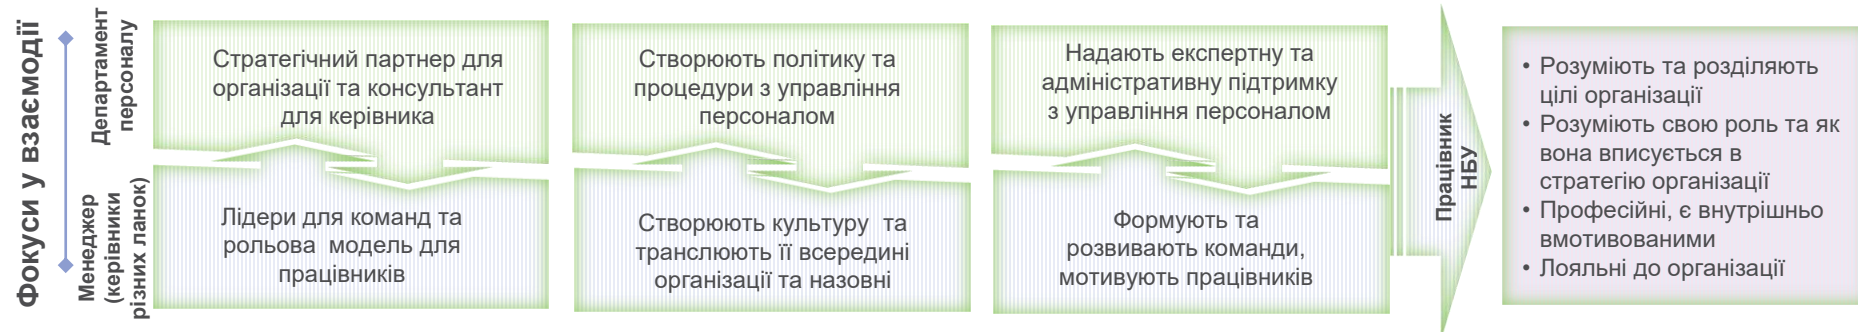 Фокуси у взаємодії
Департамент
персоналу
Менеджер
(керівники
різних ланок)
Стратегічний партнер для
організації та консультант
для керівника
Лідери для команд та
рольова модель для
працівників
Створюють політику та
процедури з управління
персоналом
Створюють культуру та
транслюють її всередині
організації та назовні
Надають експертну та
адміністративну підтримку
з управління персоналом
Формують та
розвивають команди,
мотивують працівників
Працівник
НБУ
• Розуміють та розділяють
цілі організації
• Розуміють свою роль та як
вона вписується в
стратегію організації
• Професійні, є внутрішньо
вмотивованими
• Лояльні до організації